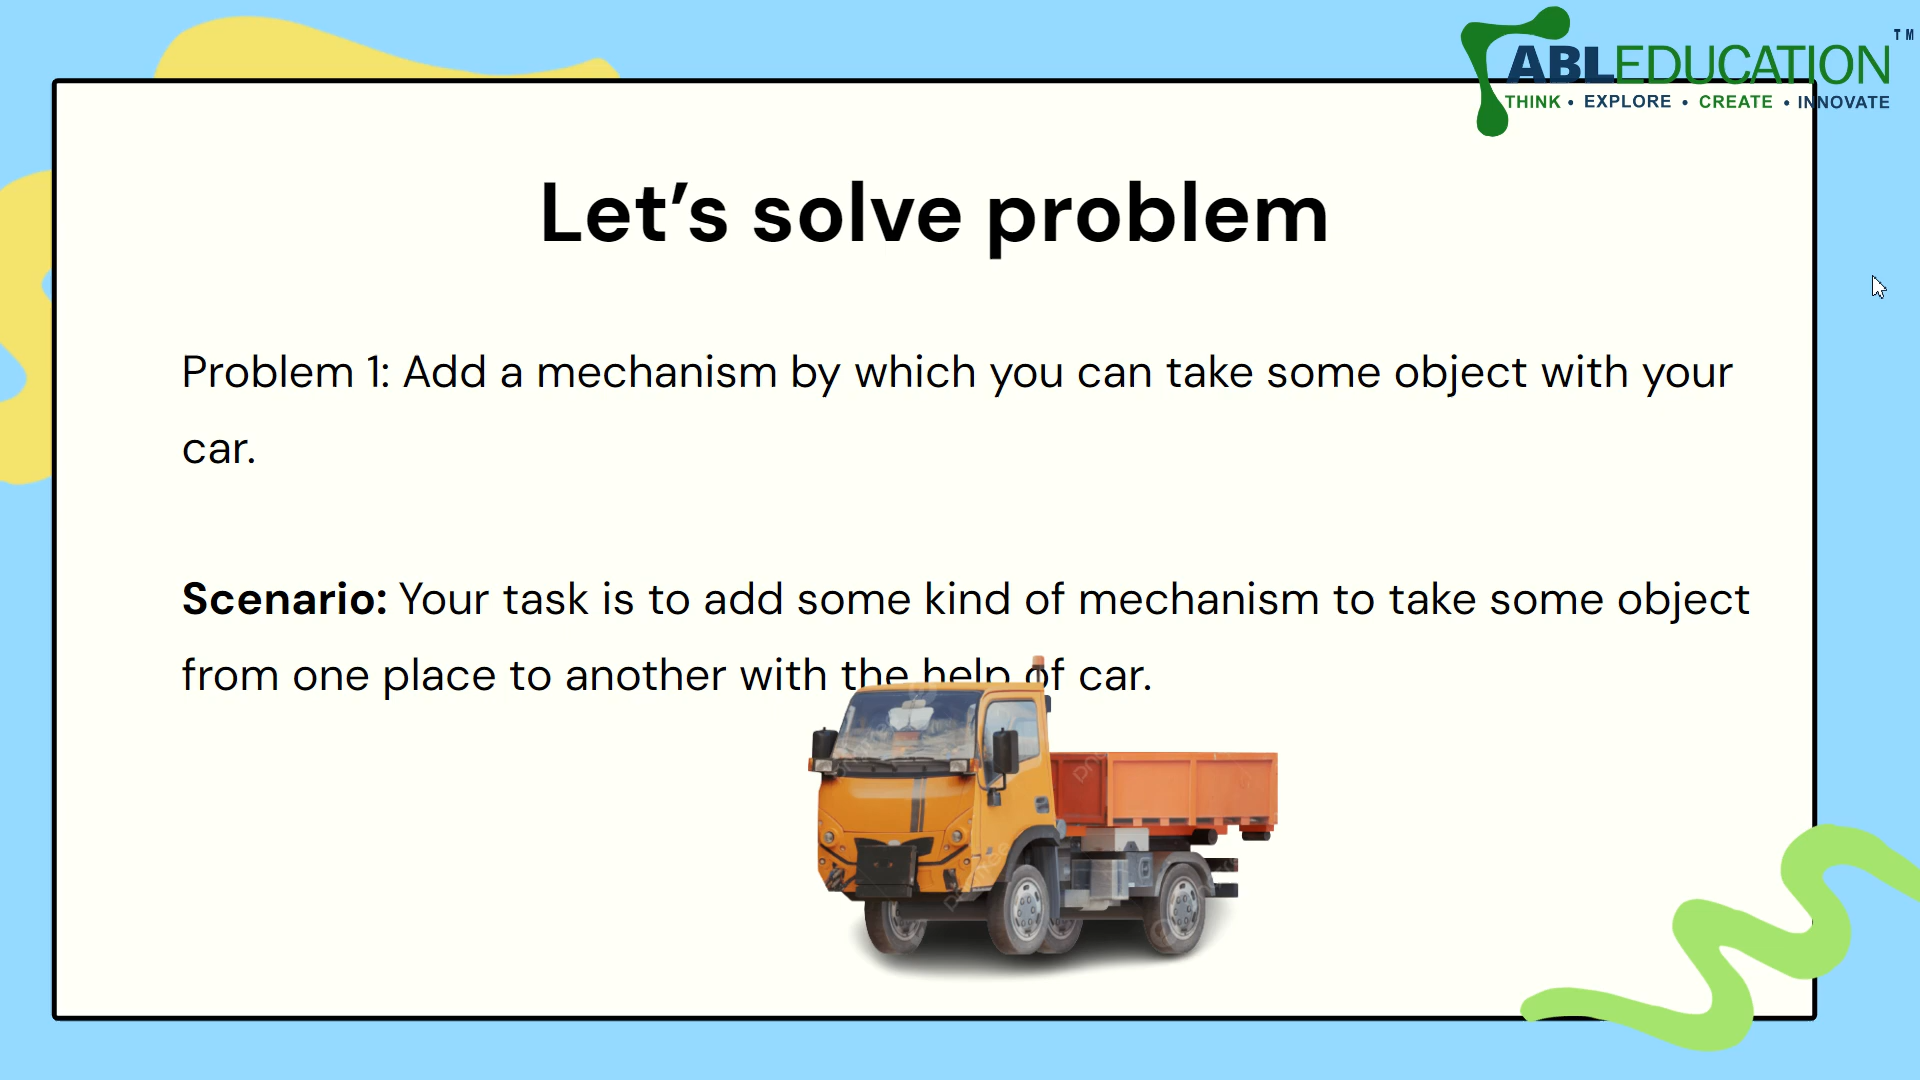 ABLEDUCATION™
THINK • EXPLORE • CREATE • INNOVATE
Let’s solve problem
Problem 1: Add a mechanism by which you can take some object with your
car.
Scenario: Your task is to add some kind of mechanism to take some object
from one place to another with the help of car.